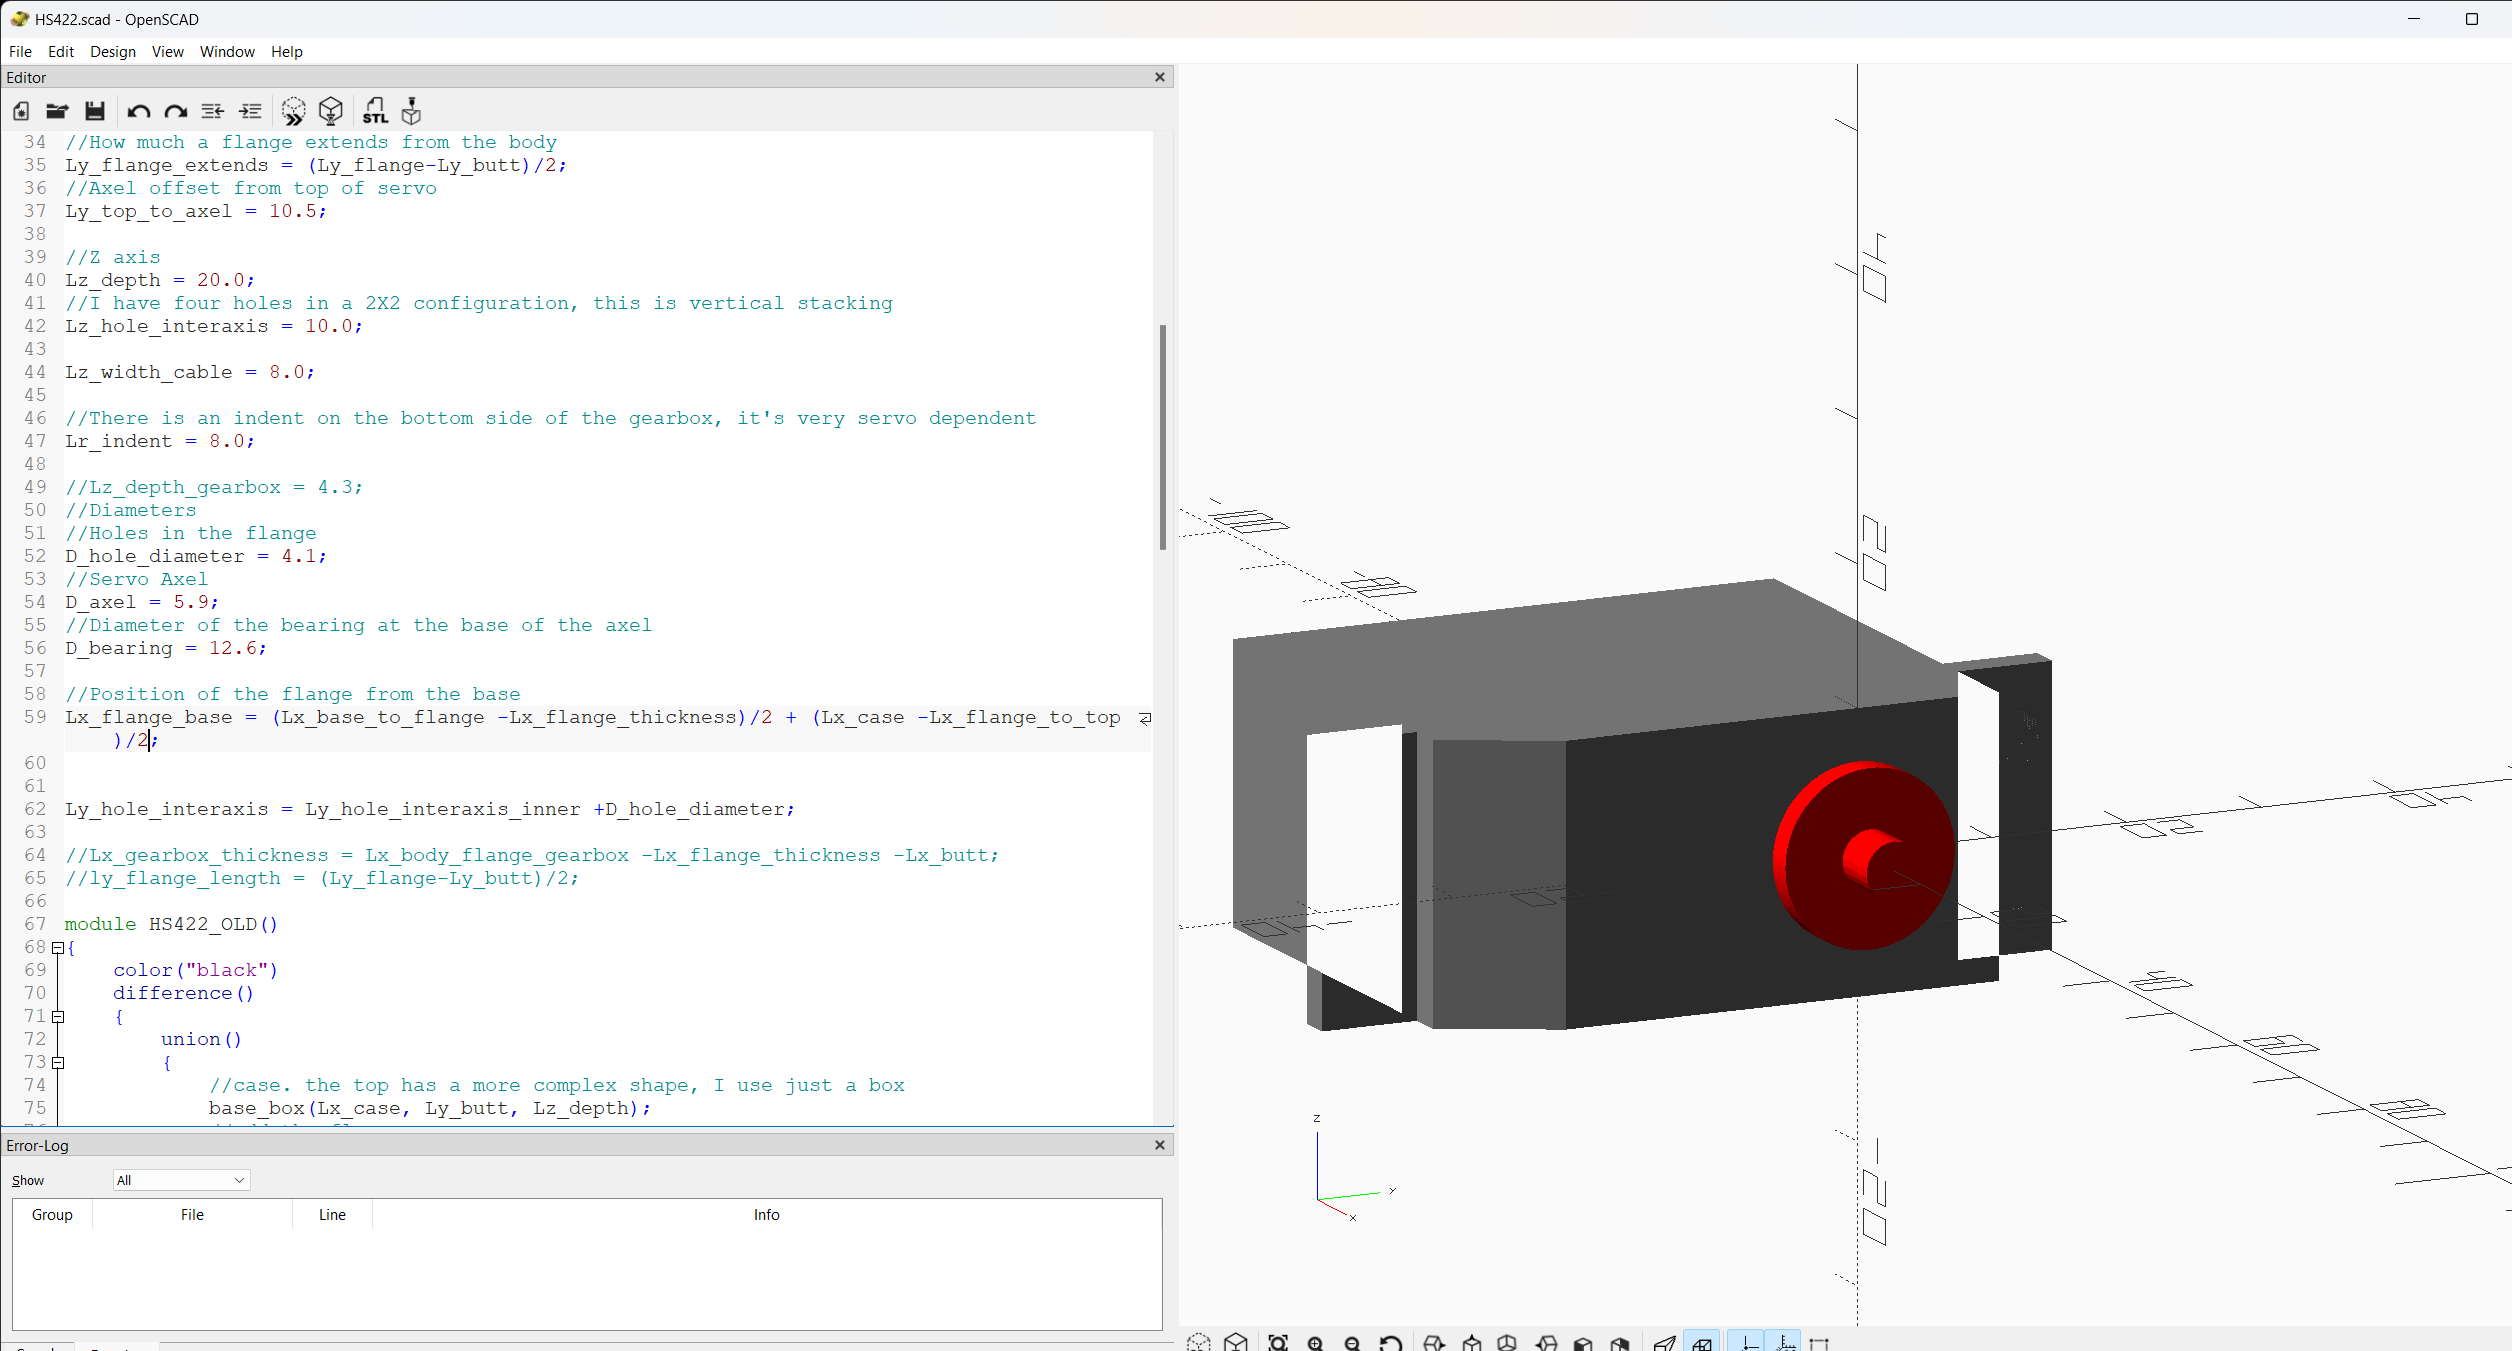 HS422.scad - OpenSCAD
File Edit Design View Window Help
Editor
STL
34 //How much a flange extends from the body
35 Ly_flange_extends = (Ly_flange-Ly_butt)/2;
36 //Axel offset from top of servo
37 Ly_top_to_axel = 10.5;
38
39 //Z axis
40 Lz_depth = 20.0;
41 //I have four holes in a 2X2 configuration, this is vertical stacking
42 Lz_hole_interaxis = 10.0;
43
44 Lz_width_cable = 8.0;
45
46 //There is an indent on the bottom side of the gearbox, it's very servo dependent
47 Lr_indent = 8.0;
48
49 //Lz_depth_gearbox = 4.3;
50 //Diameters
51 //Holes in the flange
52 D_hole_diameter = 4.1;
53 //Servo Axel
54 D_axel = 5.9;
55 //Diameter of the bearing at the base of the axel
56 D_bearing = 12.6;
57
58 //Position of the flange from the base
59 Lx_flange_base = (Lx_base_to_flange -Lx_flange_thickness)/2 + (Lx_case -Lx_flange_to_top
)/2;
60
61
62 Ly_hole_interaxis = Ly_hole_interaxis_inner +D_hole_diameter;
63
64 //Lx_gearbox_thickness = Lx_body_flange_gearbox -Lx_flange_thickness -Lx_butt;
65 //ly_flange_length = (Ly_flange-Ly_butt)/2;
66
67 module HS422_OLD()
68 {
69 color("black")
70 difference()
71 {
72 union()
73 {
74 //case. the top has a more complex shape, I use just a box
75 base_box(Lx_case, Ly_butt, Lz_depth);
Error-Log
Show All
Group File Line Info
z
y
x